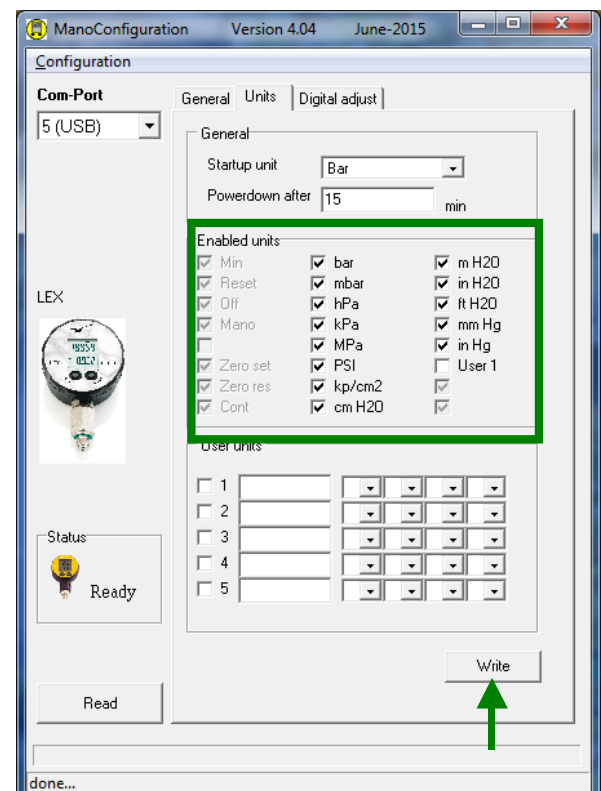 ManoConfiguration Version 4.04 June-2015
Configuration
Com-Port
5 (USB)
General Units Digital adjust
General
Startup unit Bar
Powerdown after 15 min
Enabled units
Min bar m H2O
Reset mbar in H2O
Off hPa ft H2O
Mano kPa mm Hg
MPa in Hg
Zero set PSI User 1
Zero res kp/cm2
Cont cm H2O
LEX
User units
1
2
3
4
5
Status
Ready
Write
Read
done...